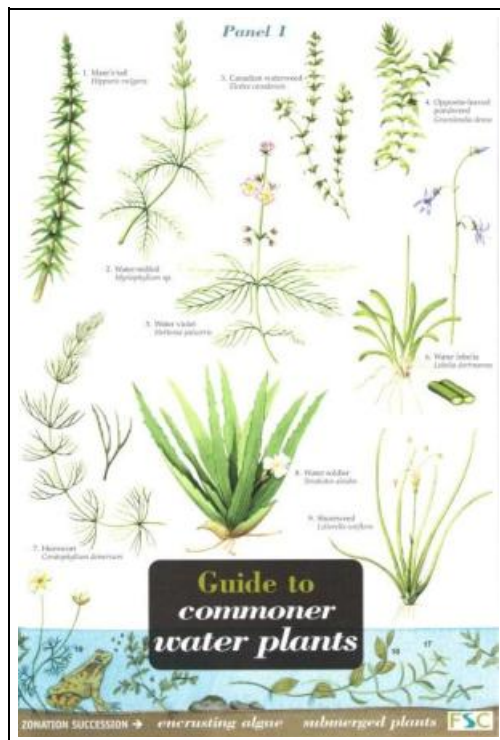 Panel 1
1. Mare's-tail
Hippuris vulgaris
3. Canadian waterweed
Elodea canadensis
4. Opposite-leaved
pondweed
Groenlandia densa
2. Water-milfoil
Myriophyllum sp.
5. Water violet
Hottonia palustris
6. Water lobelia
Lobelia dortmanna
8. Water soldier
Stratiotes aloides
9. Shoreweed
Littorella uniflora
7. Hornwort
Ceratophyllum demersum
Guide to
commoner
water plants
19
16
17
ZONATION SUCCESSION → encrusting algae submerged plants FSC